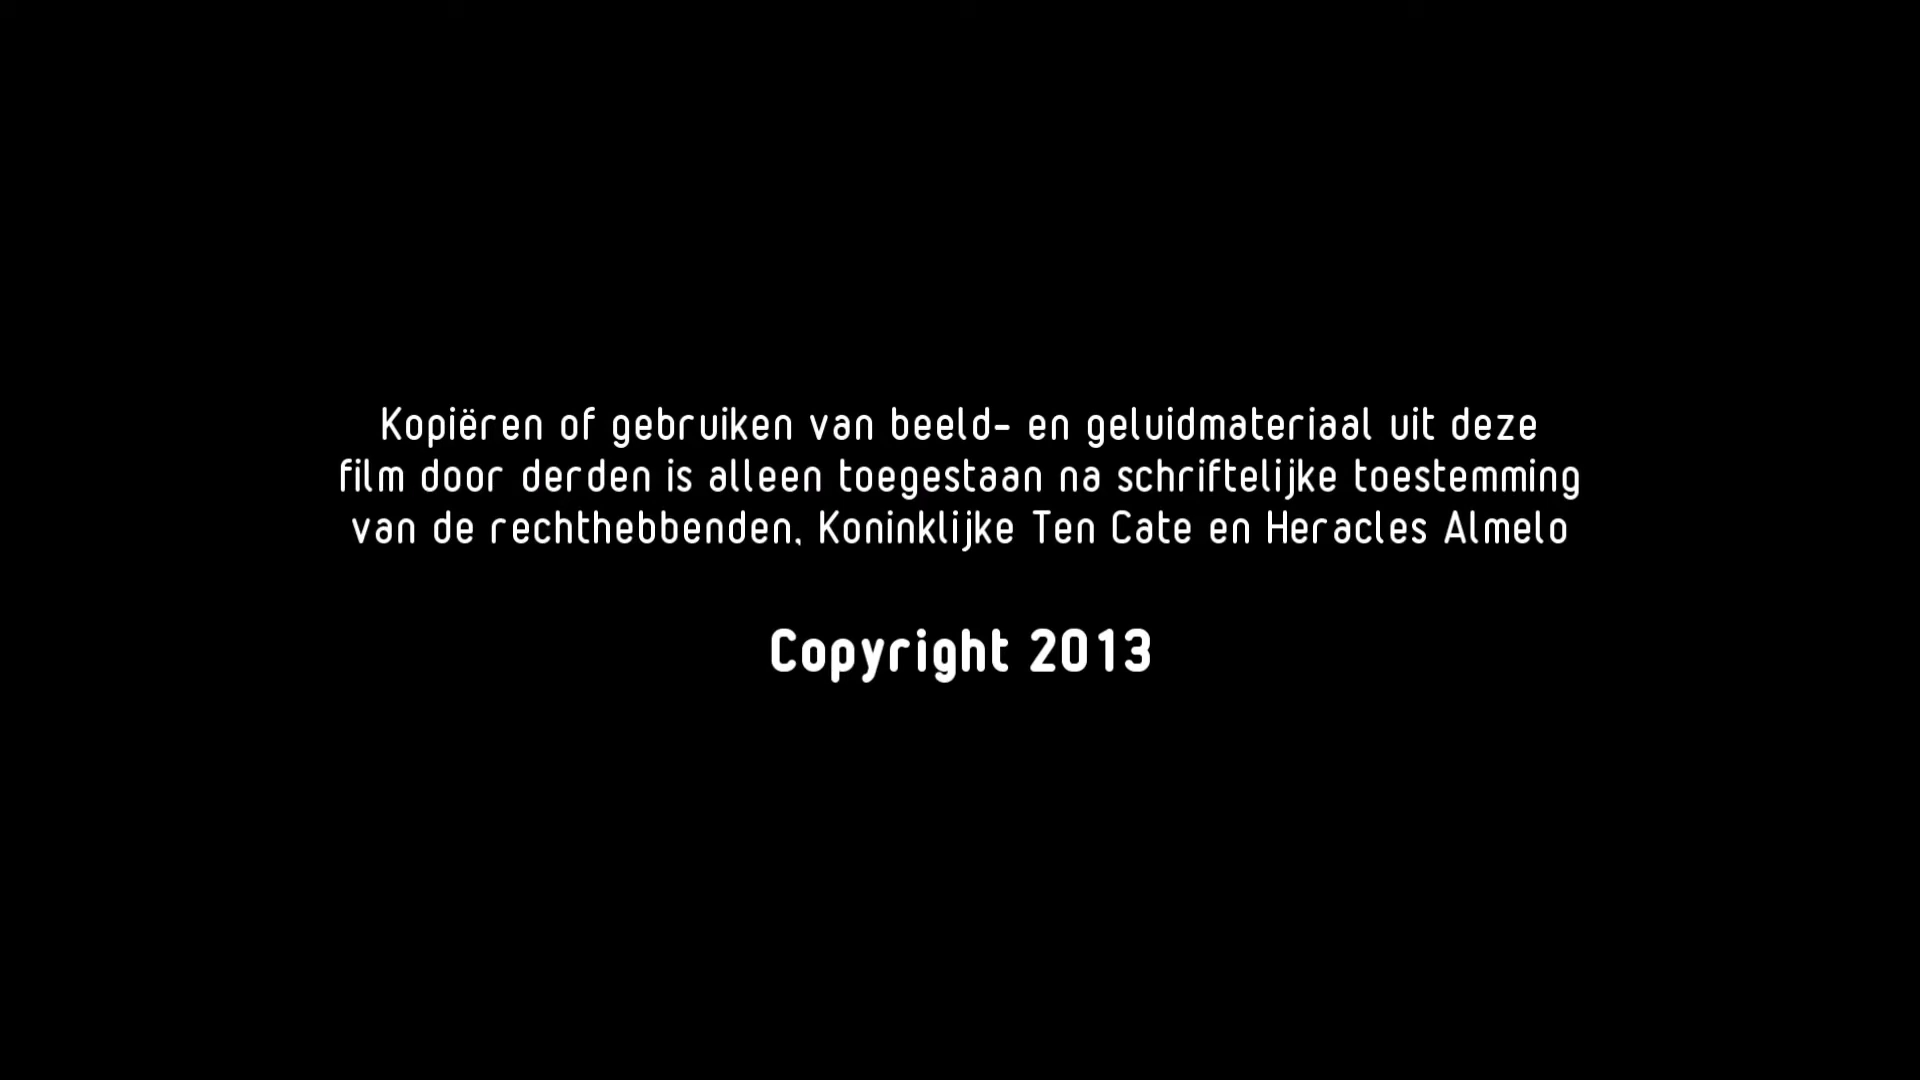 Kopiëren of gebruiken van beeld- en geluidmateriaal uit deze
film door derden is alleen toegestaan na schriftelijke toestemming
van de rechthebbenden, Koninklijke Ten Cate en Heracles Almelo
Copyright 2013